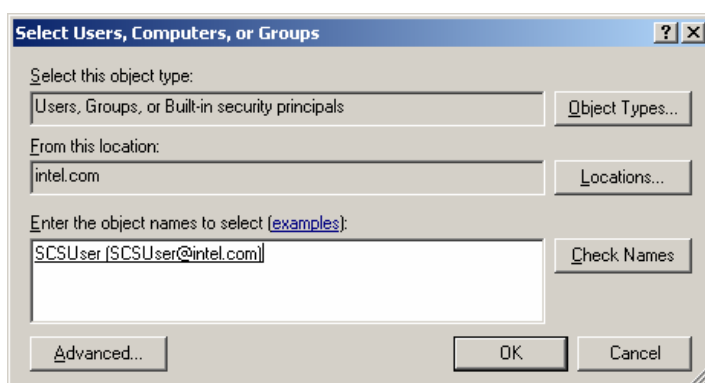 Select Users, Computers, or Groups
Select this object type:
Users, Groups, or Built-in security principals
Object Types...
From this location:
intel.com
Locations...
Enter the object names to select (examples):
SCSUser (SCSUser@intel.com)
Check Names
Advanced...
OK
Cancel